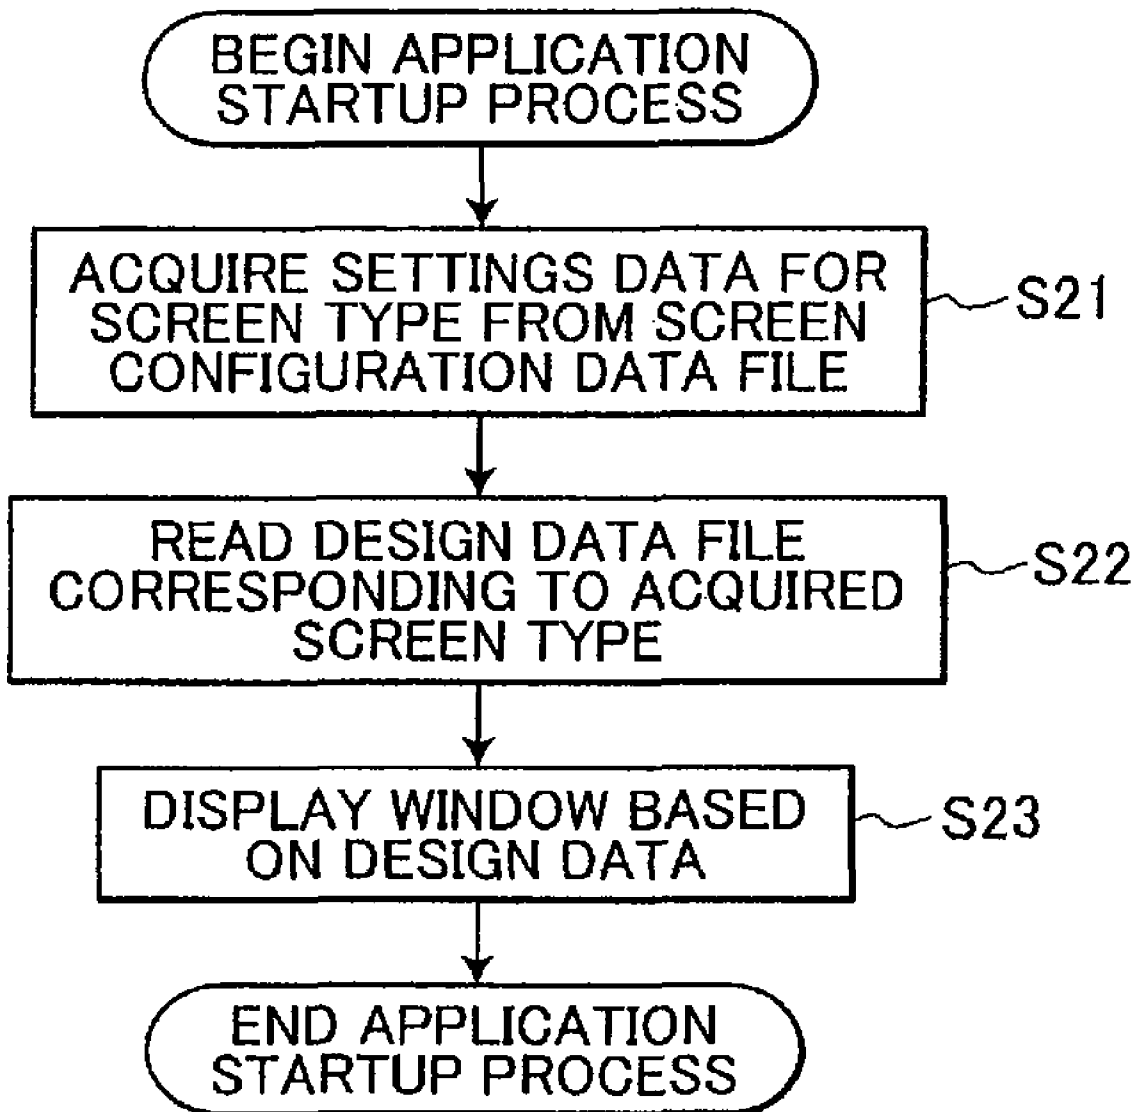 BEGIN APPLICATION
STARTUP PROCESS
ACQUIRE SETTINGS DATA FOR
SCREEN TYPE FROM SCREEN
CONFIGURATION DATA FILE
S21
READ DESIGN DATA FILE
CORRESPONDING TO ACQUIRED
SCREEN TYPE
S22
DISPLAY WINDOW BASED
ON DESIGN DATA
S23
END APPLICATION
STARTUP PROCESS